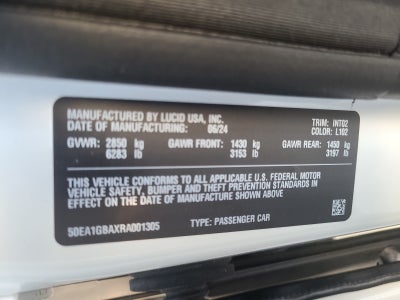 MANUFACTURED BY LUCID USA, INC. TRIM: INT02
DATE OF MANUFACTURING: 06/24 COLOR: L102
GVWR: 2850 kg GAWR FRONT: 1430 kg GAWR REAR: 1450 kg
6283 lb 3153 lb 3197 lb
THIS VEHICLE CONFORMS TO ALL APPLICABLE U.S. FEDERAL MOTOR
VEHICLE SAFETY, BUMPER AND THEFT PREVENTION STANDARDS IN
EFFECT ON THE DATE OF MANUFACTURE SHOWN ABOVE
50EA1GBAXRA001305 TYPE: PASSENGER CAR